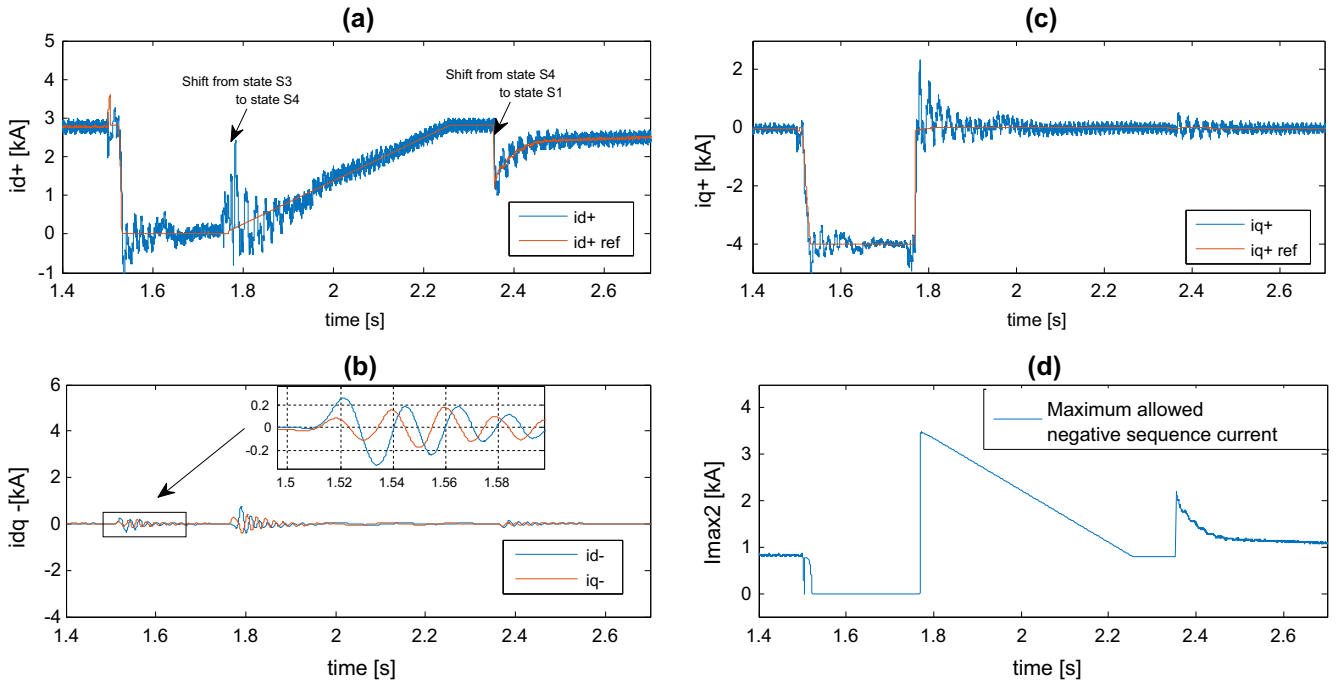 (a)
5
4
3
2
1
0
-1
id+ [kA]
Shift from state S3
to state S4
Shift from state S4
to state S1
id+
id+ ref
1.4 1.6 1.8 2 2.2 2.4 2.6
time [s]
(c)
2
0
-2
-4
iq+ [kA]
iq+
iq+ ref
1.4 1.6 1.8 2 2.2 2.4 2.6
time [s]
(b)
6
4
2
0
-2
-4
idq -[kA]
0.2
0
-0.2
1.5 1.52 1.54 1.56 1.58
id-
iq-
1.4 1.6 1.8 2 2.2 2.4 2.6
time [s]
(d)
4
3
2
1
0
Imax2 [kA]
Maximum allowed
negative sequence current
1.4 1.6 1.8 2 2.2 2.4 2.6
time [s]